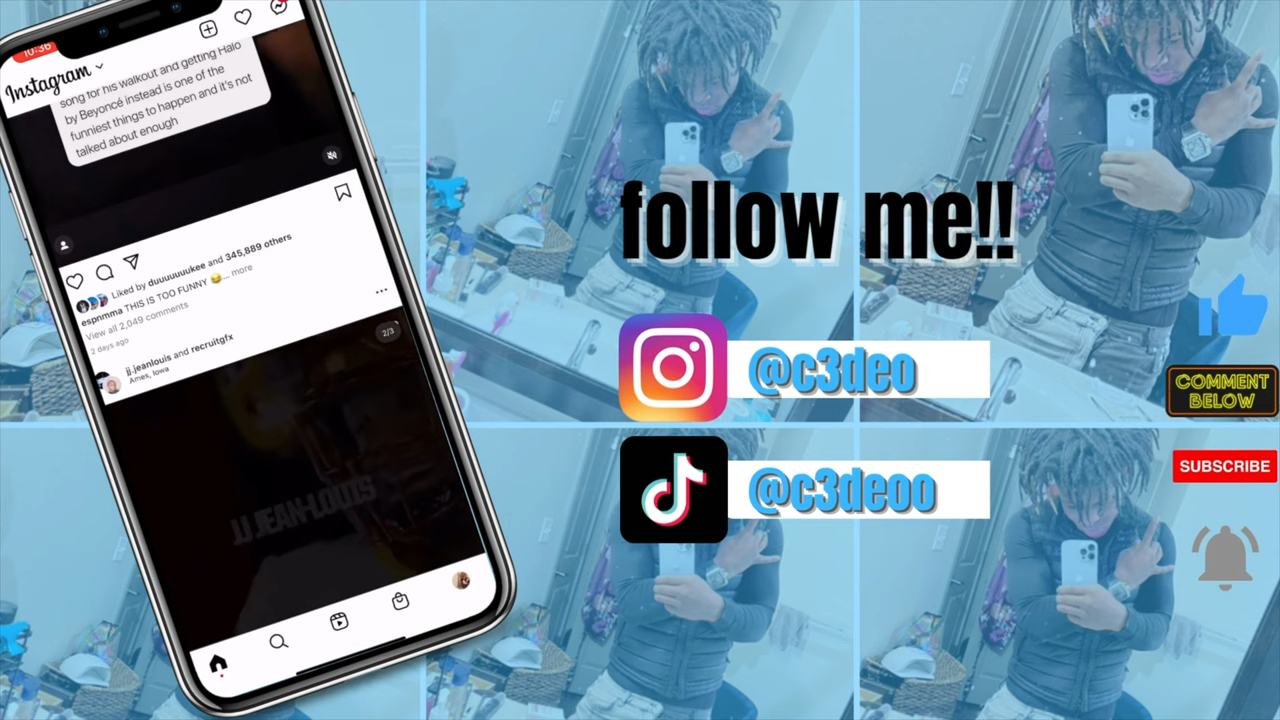 10:36
Instagram
song for his walkout and getting Halo
by Beyoncé instead is one of the
funniest things to happen and it's not
talked about enough
Liked by duuuuuuukee and 345,889 others
espnmma THIS IS TOO FUNNY 😂... more
View all 2,049 comments
2 days ago
jj.jeanlouis and recruitgfx
Ames, Iowa
2/3
JJ JEAN-LOUIS
follow me!!
@c3deo
@c3deoo
COMMENT
BELOW
SUBSCRIBE